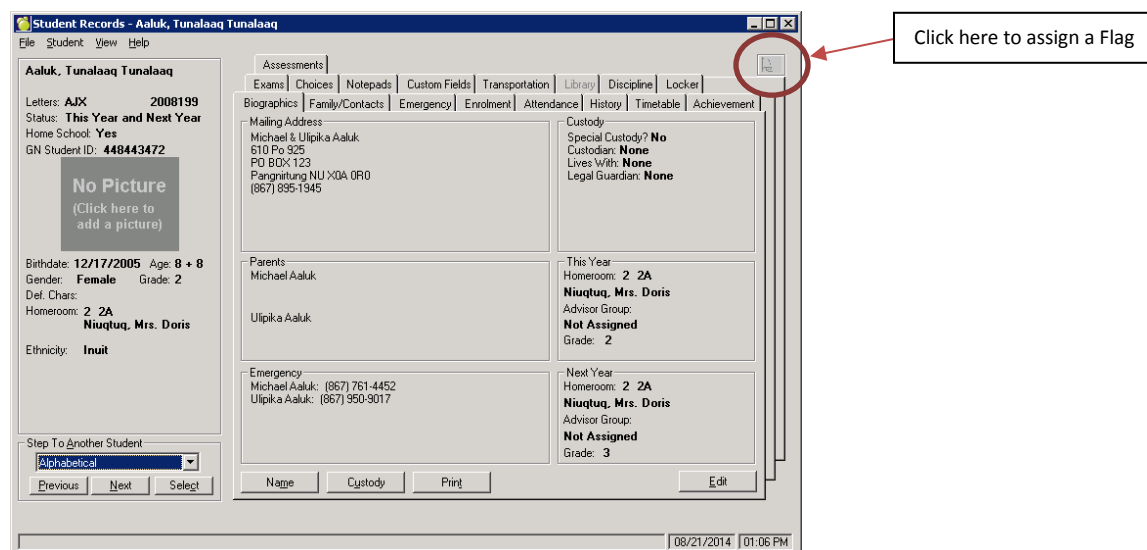 Student Records - Aaluk, Tunalaaq Tunalaaq
File Student View Help
Click here to assign a Flag
Aaluk, Tunalaaq Tunalaaq
Letters: AJX 2008199
Status: This Year and Next Year
Home School: Yes
GN Student ID: 448443472
No Picture
(Click here to
add a picture)
Birthdate: 12/17/2005 Age: 8 + 8
Gender: Female Grade: 2
Def. Chars:
Homeroom: 2 2A
Niuqtuq, Mrs. Doris
Ethnicity: Inuit
Step To Another Student
Alphabetical
Previous Next Select
Assessments
Exams Choices Notepads Custom Fields Transportation Library Discipline Locker
Biographics Family/Contacts Emergency Enrolment Attendance History Timetable Achievement
Mailing Address
Michael & Ulipika Aaluk
610 Po 925
PO BOX 123
Pangnirtung NU X0A 0R0
(867) 895-1945
Custody
Special Custody? No
Custodian: None
Lives With: None
Legal Guardian: None
Parents
Michael Aaluk
Ulipika Aaluk
This Year
Homeroom: 2 2A
Niuqtuq, Mrs. Doris
Advisor Group:
Not Assigned
Grade: 2
Emergency
Michael Aaluk: (867) 761-4452
Ulipika Aaluk: (867) 950-9017
Next Year
Homeroom: 2 2A
Niuqtuq, Mrs. Doris
Advisor Group:
Not Assigned
Grade: 3
Name Custody Print Edit
08/21/2014 01:06 PM